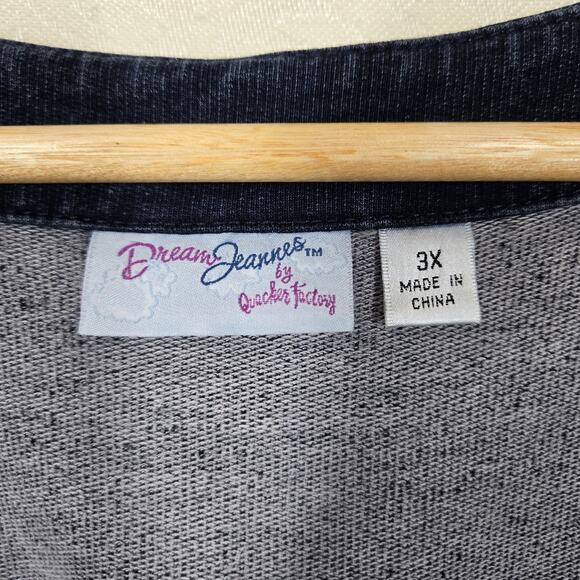 Dream Jeannes™
by
Quacker Factory
3X
MADE IN
CHINA